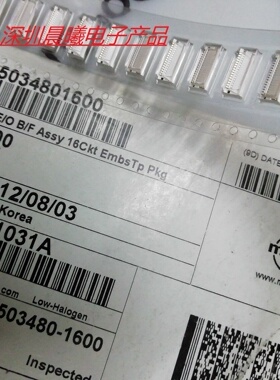 深圳晨曦电子产品
5034801600
E/O B/F Assy 16Ckt EmbsTp Pkg
00
(RD) DATE
12/08/03
Korea
1031A
.com Low-Halogen
503480-1600
Inspected